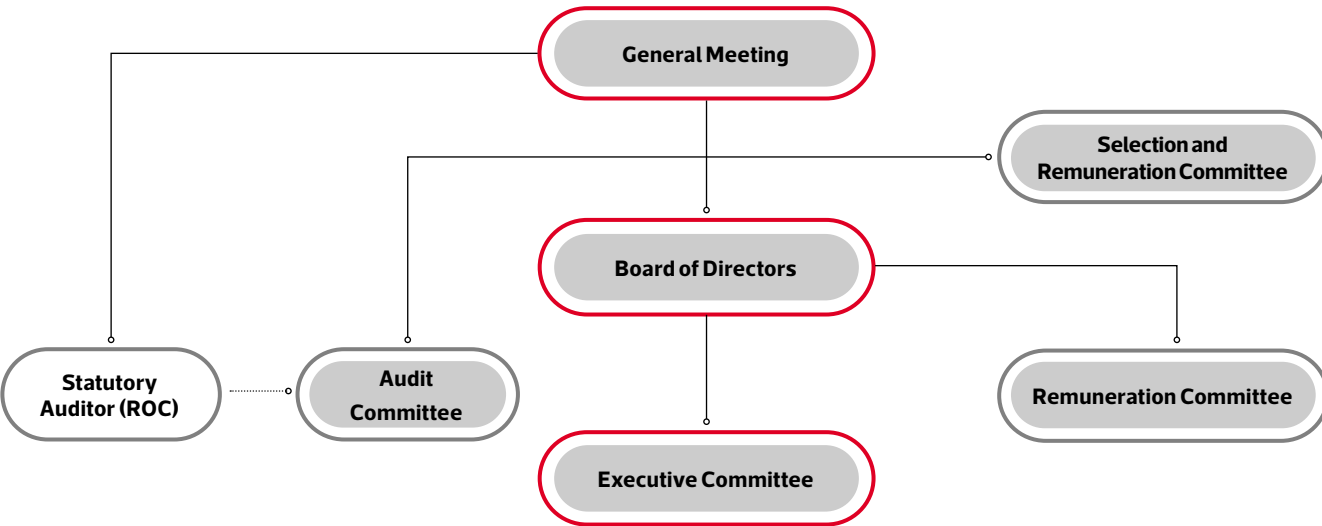 General Meeting
Selection and
Remuneration Committee
Board of Directors
Statutory
Auditor (ROC)
Audit
Committee
Remuneration Committee
Executive Committee